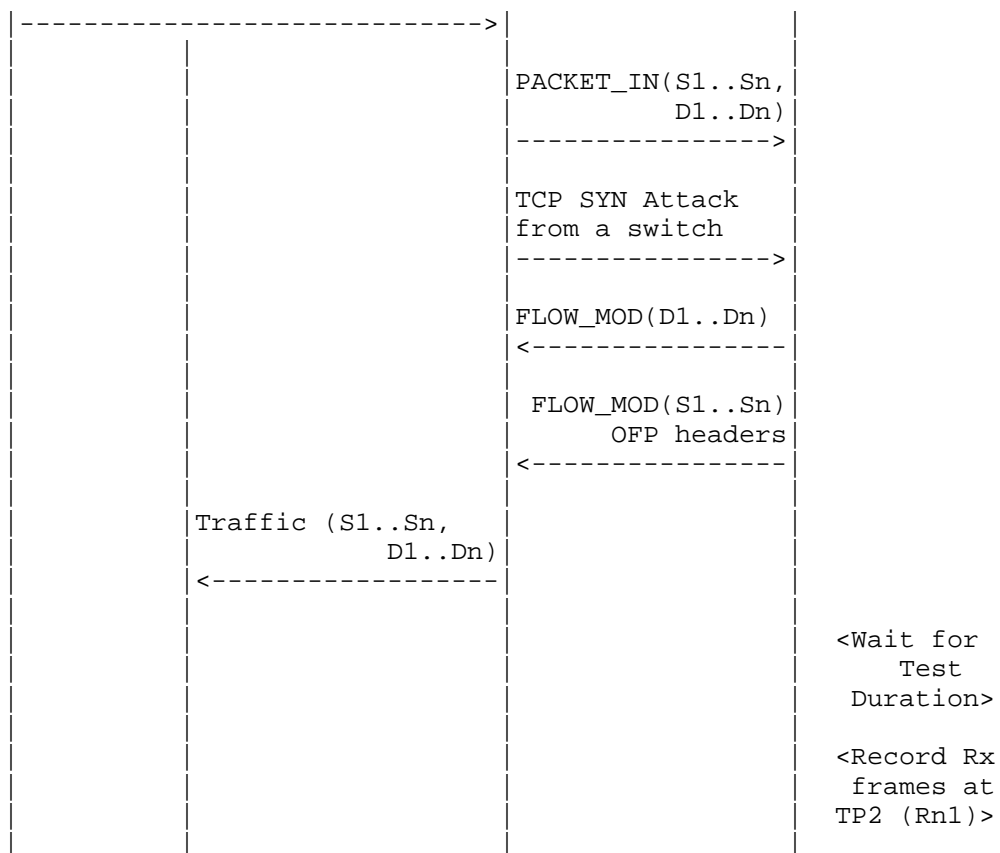 PACKET_IN(S1..Sn,
D1..Dn)
TCP SYN Attack
from a switch
FLOW_MOD(D1..Dn)
FLOW_MOD(S1..Sn)
OFP headers
Traffic (S1..Sn,
D1..Dn)
<Wait for
Test
Duration>
<Record Rx
frames at
TP2 (Rn1)>